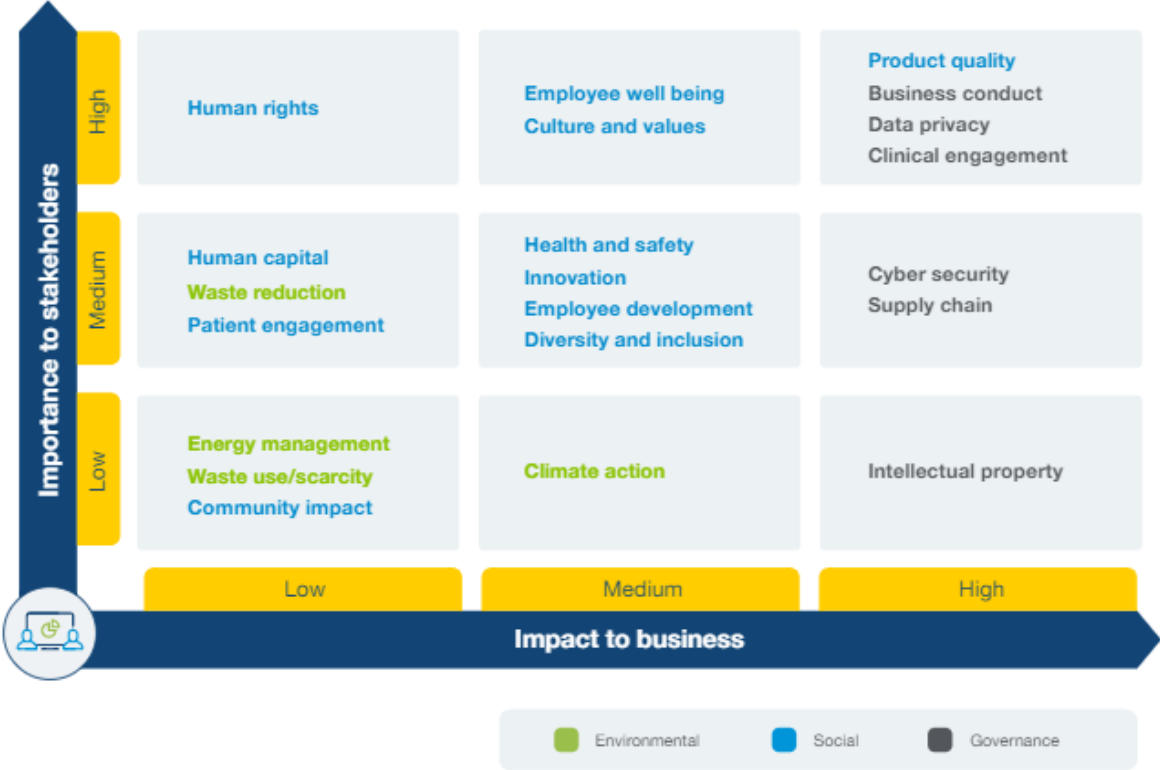 Importance to stakeholders
High
Human rights
Employee well being
Culture and values
Product quality
Business conduct
Data privacy
Clinical engagement
Medium
Human capital
Waste reduction
Patient engagement
Health and safety
Innovation
Employee development
Diversity and inclusion
Cyber security
Supply chain
Low
Energy management
Waste use/scarcity
Community impact
Climate action
Intellectual property
Low
Medium
High
Impact to business
Environmental
Social
Governance